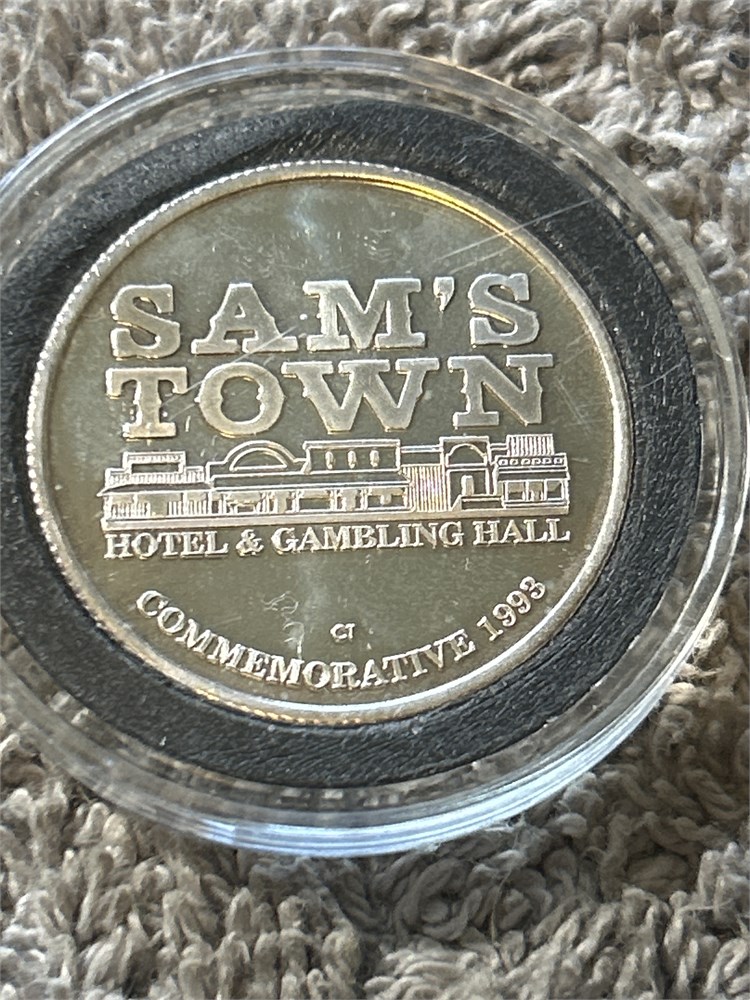 SAM'S
TOWN
HOTEL & GAMBLING HALL
CT
COMMEMORATIVE 1993